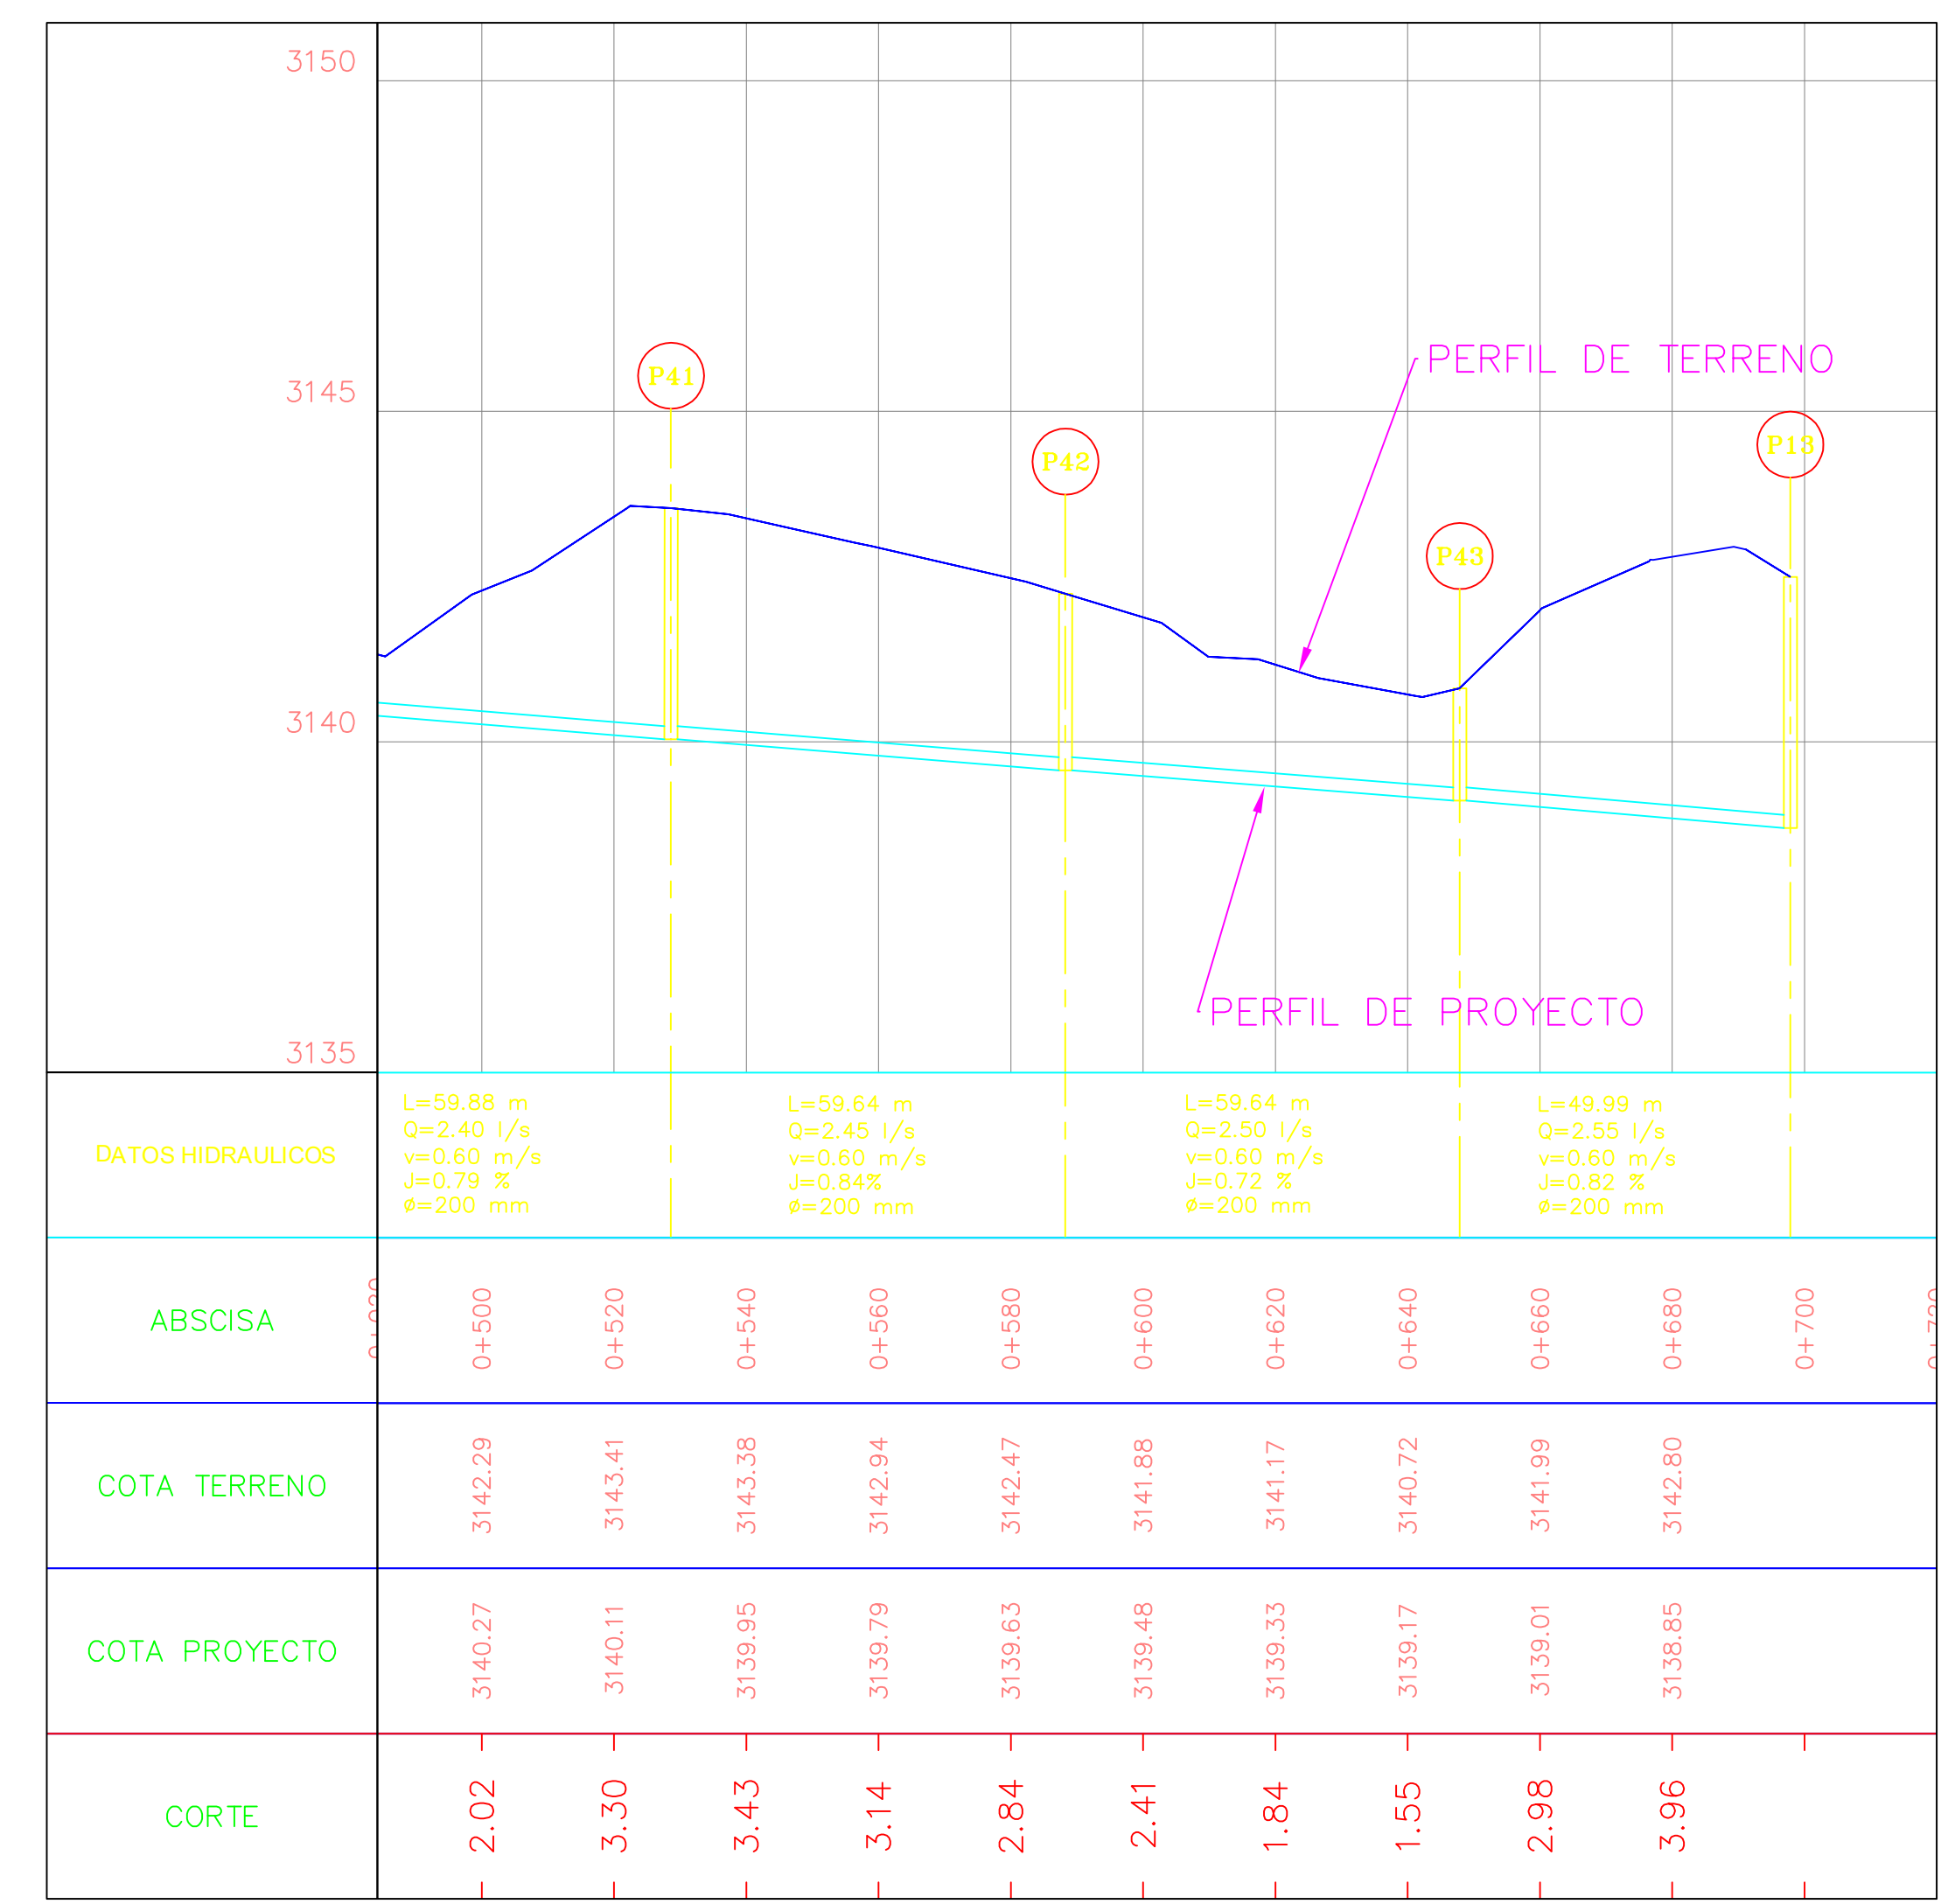 3150
P41
PERFIL DE TERRENO
3145
P42
P13
P43
3140
PERFIL DE PROYECTO
3135
DATOS HIDRAULICOS
L=59.88 m
Q=2.40 l/s
v=0.60 m/s
J=0.79 %
ø=200 mm
L=59.64 m
Q=2.45 l/s
v=0.60 m/s
J=0.84%
ø=200 mm
L=59.64 m
Q=2.50 l/s
v=0.60 m/s
J=0.72 %
ø=200 mm
L=49.99 m
Q=2.55 l/s
v=0.60 m/s
J=0.82 %
ø=200 mm
ABSCISA
0+500
0+520
0+540
0+560
0+580
0+600
0+620
0+640
0+660
0+680
0+700
COTA TERRENO
3142.29
3143.41
3143.38
3142.94
3142.47
3141.88
3141.17
3140.72
3141.99
3142.80
COTA PROYECTO
3140.27
3140.11
3139.95
3139.79
3139.63
3139.48
3139.33
3139.17
3139.01
3138.85
CORTE
2.02
3.30
3.43
3.14
2.84
2.41
1.84
1.55
2.98
3.96